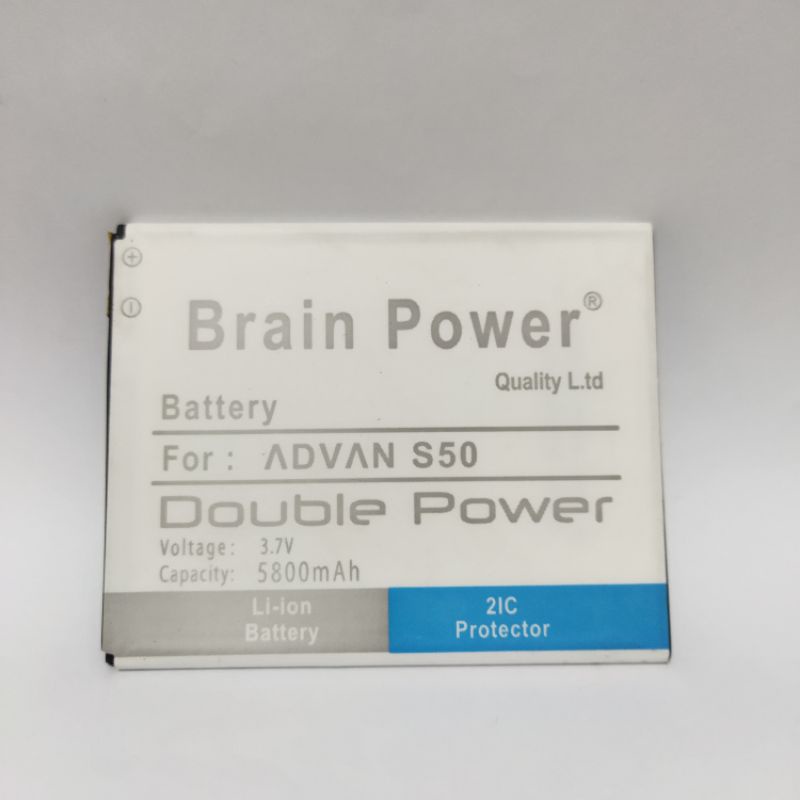 Brain Power®
Quality L.td
Battery
For : ADVAN S50
Double Power
Voltage: 3.7V
Capacity: 5800mAh
Li-ion
Battery
2IC
Protector